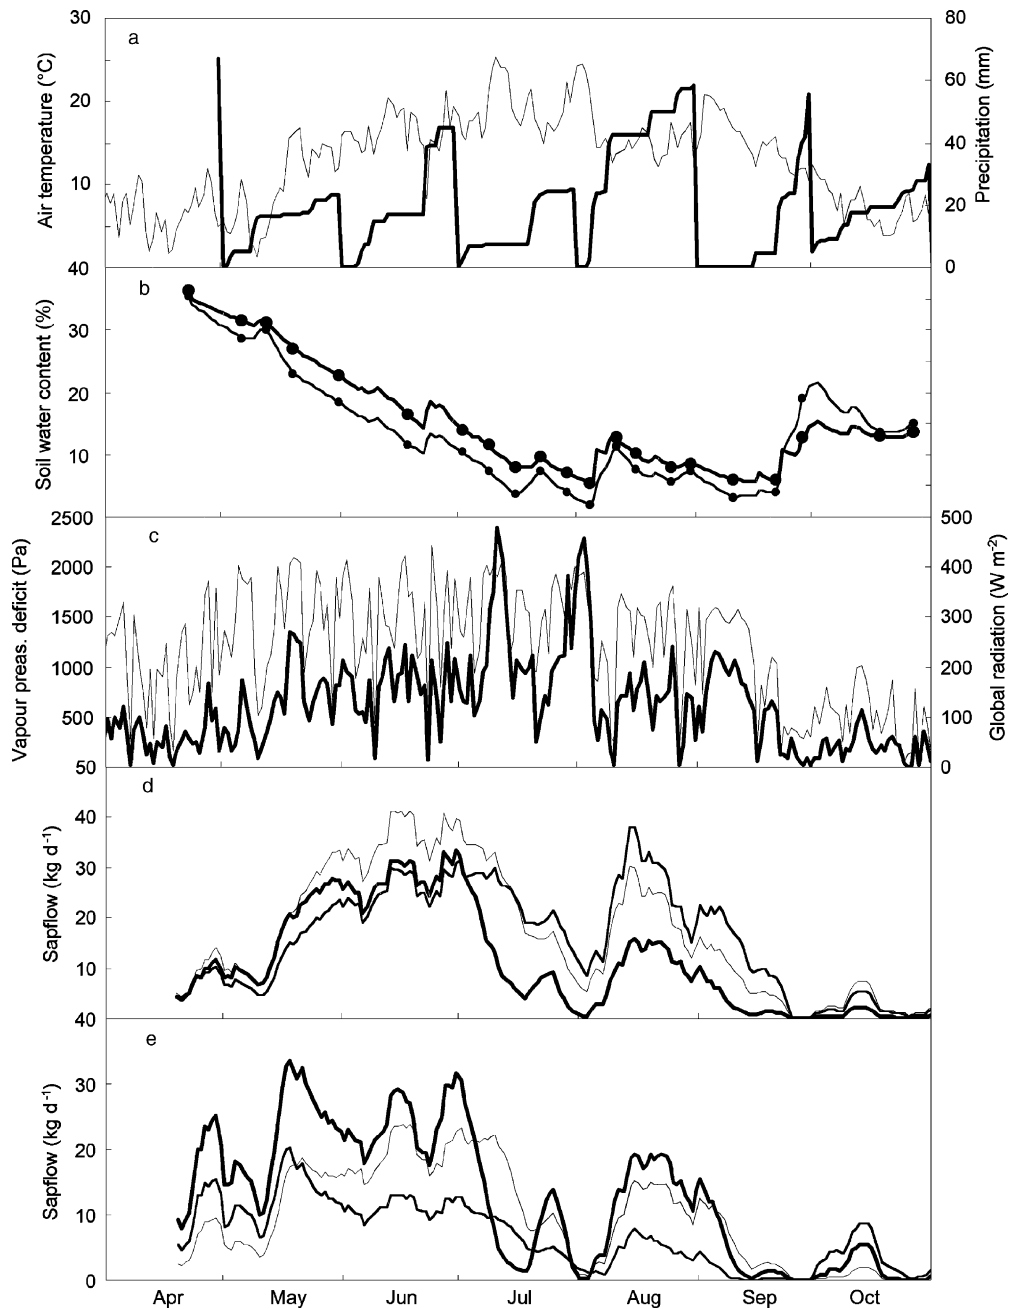 a
30
20
10
40
Air temperature (°C)
80
60
40
20
0
Precipitation (mm)
b
30
20
10
2500
Soil water content (%)
c
2000
1500
1000
500
50
Vapour preas. deficit (Pa)
500
400
300
200
100
0
Global radiation (W m-2)
d
40
30
20
10
40
Sapflow (kg d-1)
e
30
20
10
0
Sapflow (kg d-1)
Apr May Jun Jul Aug Sep Oct